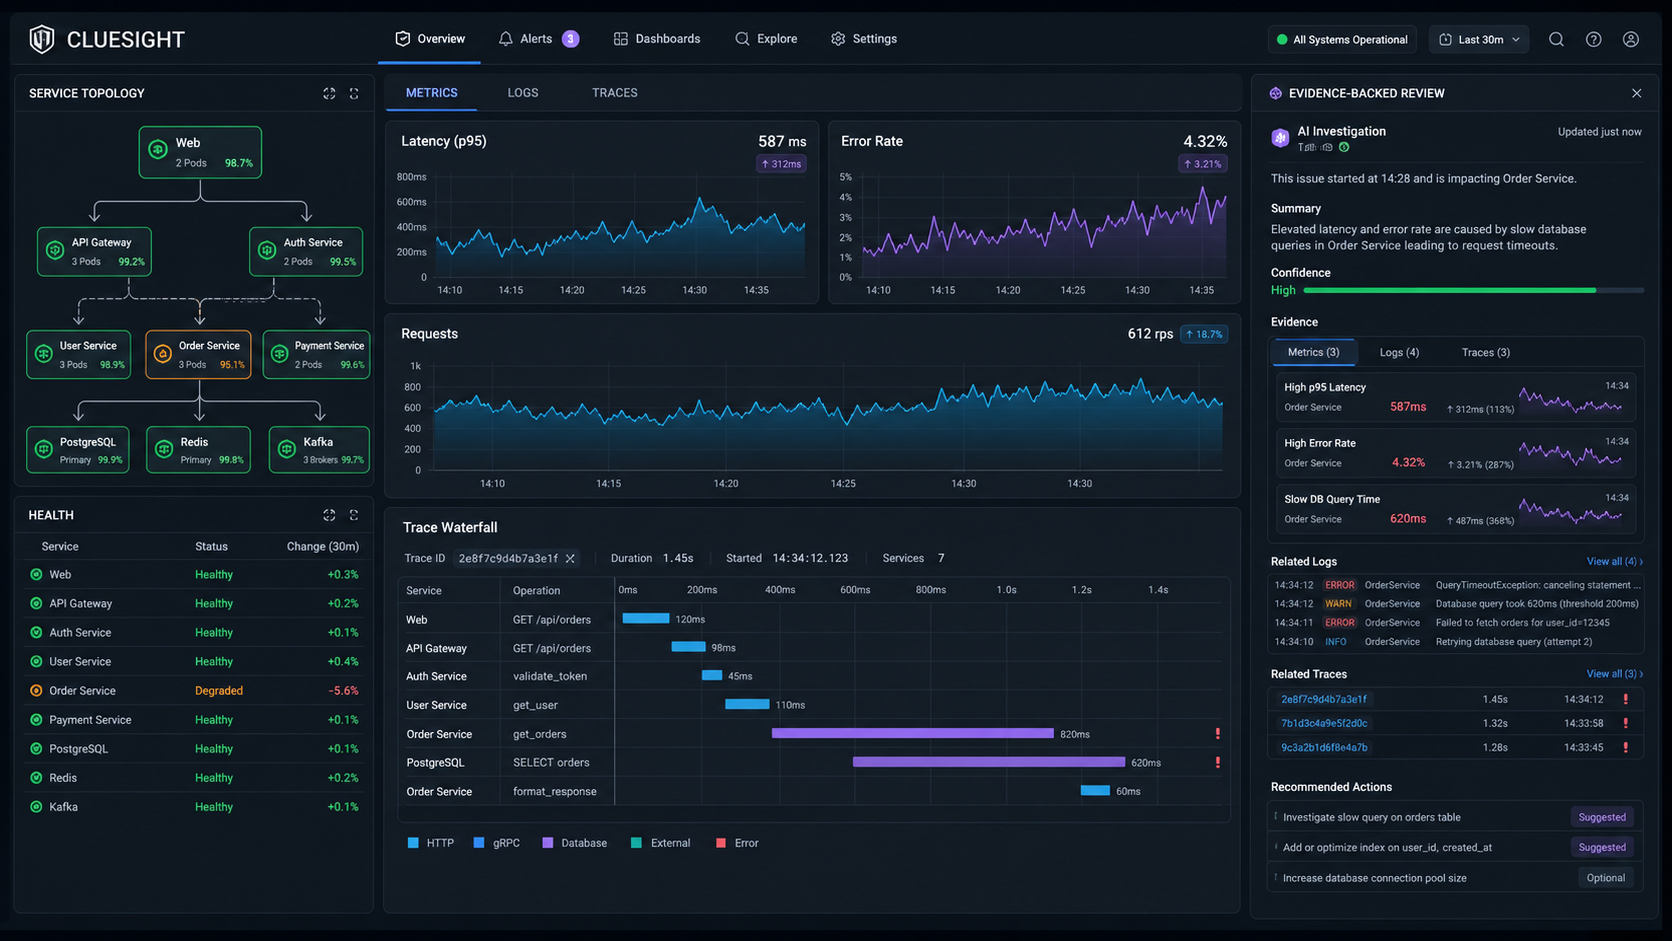 CLUESIGHT
Overview
Alerts 3
Dashboards
Explore
Settings
All Systems Operational
Last 30m
SERVICE TOPOLOGY
Web
2 Pods 98.7%
API Gateway
3 Pods 99.2%
Auth Service
2 Pods 99.5%
User Service
3 Pods 98.9%
Order Service
3 Pods 95.1%
Payment Service
2 Pods 99.6%
PostgreSQL
Primary 99.9%
Redis
Primary 99.8%
Kafka
3 Brokers 99.7%
HEALTH
Service Status Change (30m)
Web Healthy +0.3%
API Gateway Healthy +0.2%
Auth Service Healthy +0.1%
User Service Healthy +0.4%
Order Service Degraded -5.6%
Payment Service Healthy +0.1%
PostgreSQL Healthy +0.1%
Redis Healthy +0.2%
Kafka Healthy +0.1%
METRICS LOGS TRACES
Latency (p95) 587 ms
↑ 312ms
800ms
600ms
400ms
200ms
0
14:10 14:15 14:20 14:25 14:30 14:35
Error Rate 4.32%
↑ 3.21%
5%
4%
3%
2%
1%
0%
14:10 14:15 14:20 14:25 14:30 14:35
Requests 612 rps ↑ 18.7%
1k
800
600
400
200
0
14:10 14:15 14:20 14:25 14:30 14:30
Trace Waterfall
Trace ID 2e8f7c9d4b7a3e1f Duration 1.45s Started 14:34:12.123 Services 7
Service Operation 0ms 200ms 400ms 600ms 800ms 1.0s 1.2s 1.4s
Web GET /api/orders 120ms
API Gateway GET /api/orders 98ms
Auth Service validate_token 45ms
User Service get_user 110ms
Order Service get_orders 820ms !
PostgreSQL SELECT orders 620ms !
Order Service format_response 60ms
HTTP gRPC Database External Error
EVIDENCE-BACKED REVIEW
AI Investigation Updated just now
This issue started at 14:28 and is impacting Order Service.
Summary
Elevated latency and error rate are caused by slow database
queries in Order Service leading to request timeouts.
Confidence
High
Evidence
Metrics (3) Logs (4) Traces (3)
High p95 Latency 14:34
Order Service 587ms ↑ 312ms (113%)
High Error Rate 14:34
Order Service 4.32% ↑ 3.21% (287%)
Slow DB Query Time 14:34
Order Service 620ms ↑ 487ms (368%)
Related Logs View all (4) ›
14:34:12 ERROR OrderService QueryTimeoutException: canceling statement ...
14:34:12 WARN OrderService Database query took 620ms (threshold 200ms)
14:34:11 ERROR OrderService Failed to fetch orders for user_id=12345
14:34:10 INFO OrderService Retrying database query (attempt 2)
Related Traces View all (3) ›
2e8f7c9d4b7a3e1f 1.45s 14:34:12 !
7b1d3c4a9e5f2d0c 1.32s 14:33:58 !
9c3a2b1d6f8e4a7b 1.28s 14:33:45 !
Recommended Actions
Investigate slow query on orders table Suggested
Add or optimize index on user_id, created_at Suggested
Increase database connection pool size Optional